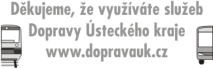 Děkujeme, že využíváte služeb
Dopravy Ústeckého kraje
www.dopravauk.cz